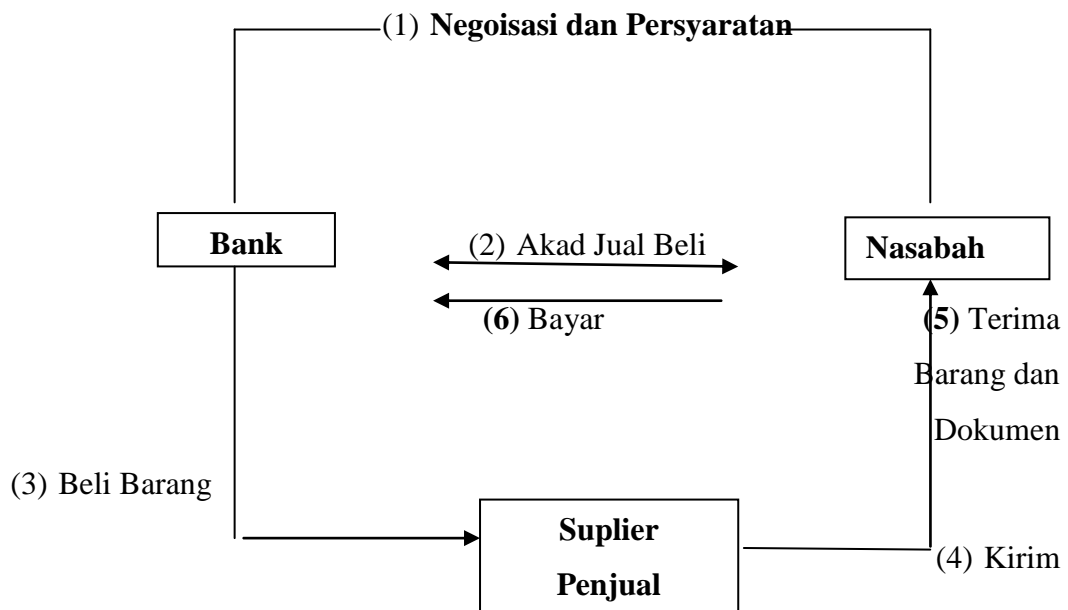 (1) Negoisasi dan Persyaratan
Bank
(2) Akad Jual Beli
Nasabah
(6) Bayar
(5) Terima
Barang dan
Dokumen
(3) Beli Barang
Suplier
Penjual
(4) Kirim